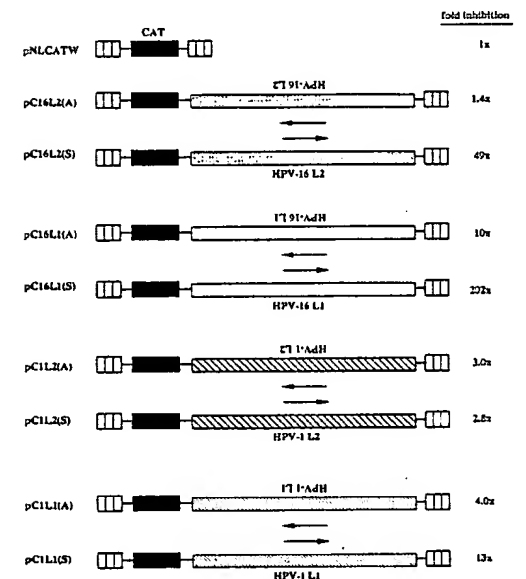 fold inhibition
CAT
pNLCATW 1x
HPV-16 L2
pC16L2(A) 1.4x
pC16L2(S) 49x
HPV-16 L2
HPV-16 L1
pC16L1(A) 10x
pC16L1(S) 202x
HPV-16 L1
HPV-1 L2
pC1L2(A) 3.0x
pC1L2(S) 2.8x
HPV-1 L2
HPV-1 L1
pC1L1(A) 4.0x
pC1L1(S) 13x
HPV-1 L1